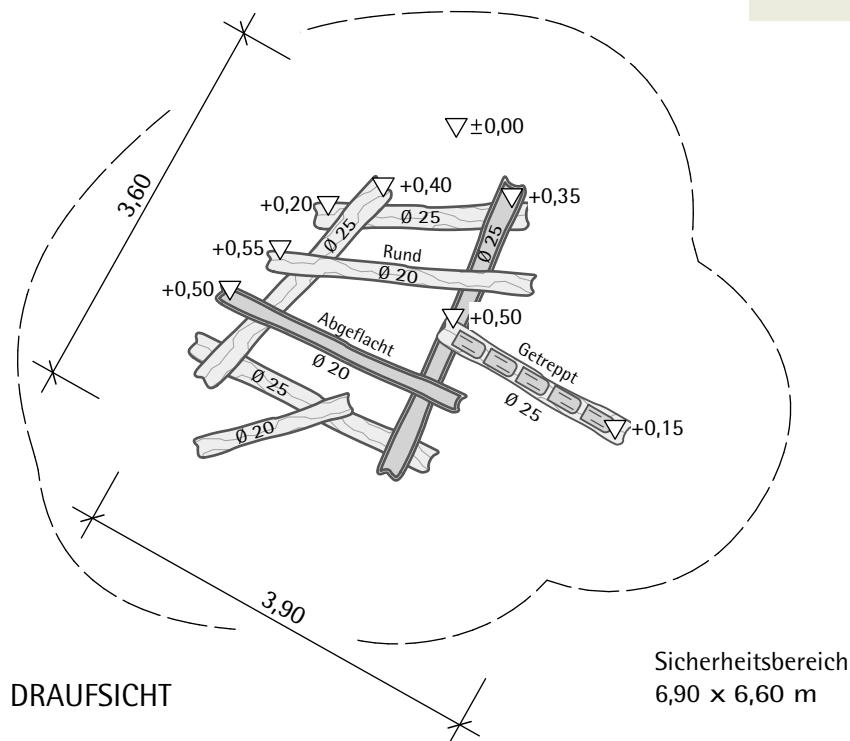 ±0,00
3,60
+0,40
+0,20
+0,35
Ø 25
Ø 25
Ø 25
+0,55
Rund
Ø 20
+0,50
+0,50
Abgeflacht
Getreppt
Ø 20
Ø 25
Ø 25
+0,15
Ø 20
3,90
Sicherheitsbereich
DRAUFSICHT
6,90 x 6,60 m